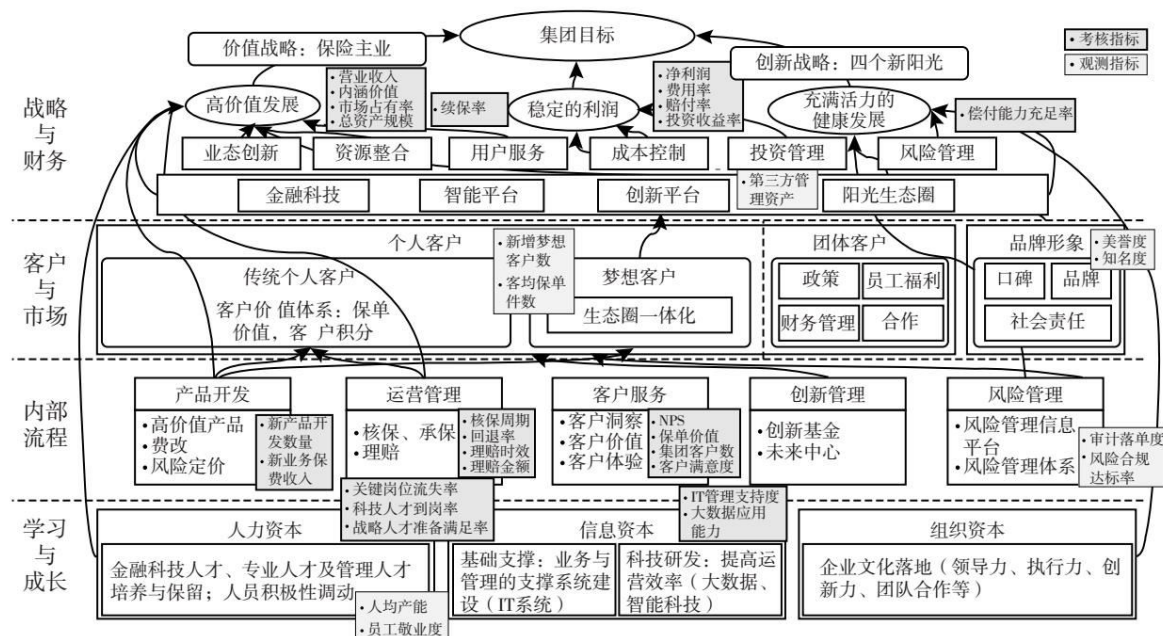 集团目标
价值战略：保险主业
创新战略：四个新阳光
• 考核指标
• 观测指标
战略
与
财务
高价值发展
• 营业收入
• 内涵价值
• 市场占有率
• 总资产规模
• 续保率
稳定的利润
• 净利润
• 费用率
• 赔付率
• 投资收益率
充满活力的
健康发展
• 偿付能力充足率
业态创新
资源整合
用户服务
成本控制
投资管理
风险管理
金融科技
智能平台
创新平台
• 第三方管
理资产
阳光生态圈
客户
与
市场
个人客户
• 新增梦想
客户数
• 客均保单
件数
传统个人客户
客户价 值体系：保单
价值，客 户积分
梦想客户
生态圈一体化
团体客户
政策
员工福利
财务管理
合作
品牌形象
• 美誉度
• 知名度
口碑
品牌
社会责任
内部
流程
产品开发
• 高价值产品
• 费改
• 风险定价
• 新产品开
发数量
• 新业务保
费收入
运营管理
• 核保、承保
• 理赔
• 核保周期
• 回退率
• 理赔时效
• 理赔金额
客户服务
• 客户洞察
• 客户价值
• 客户体验
• NPS
• 保单价值
• 集团客户数
• 客户满意度
创新管理
• 创新基金
• 未来中心
风险管理
• 风险管理信息
平台
• 风险管理体系
• 审计落单度
• 风险合规
达标率
学习
与
成长
• 关键岗位流失率
• 科技人才到岗率
• 战略人才准备满足率
人力资本
金融科技人才、专业人才及管理人才
培养与保留；人员积极性调动
• 人均产能
• 员工敬业度
信息资本
• IT管理支持度
• 大数据应用
能力
基础支撑：业务与
管理的支撑系统建
设（IT系统）
科技研发：提高运
营效率（大数据、
智能科技）
组织资本
企业文化落地（领导力、执行力、创
新力、团队合作等）